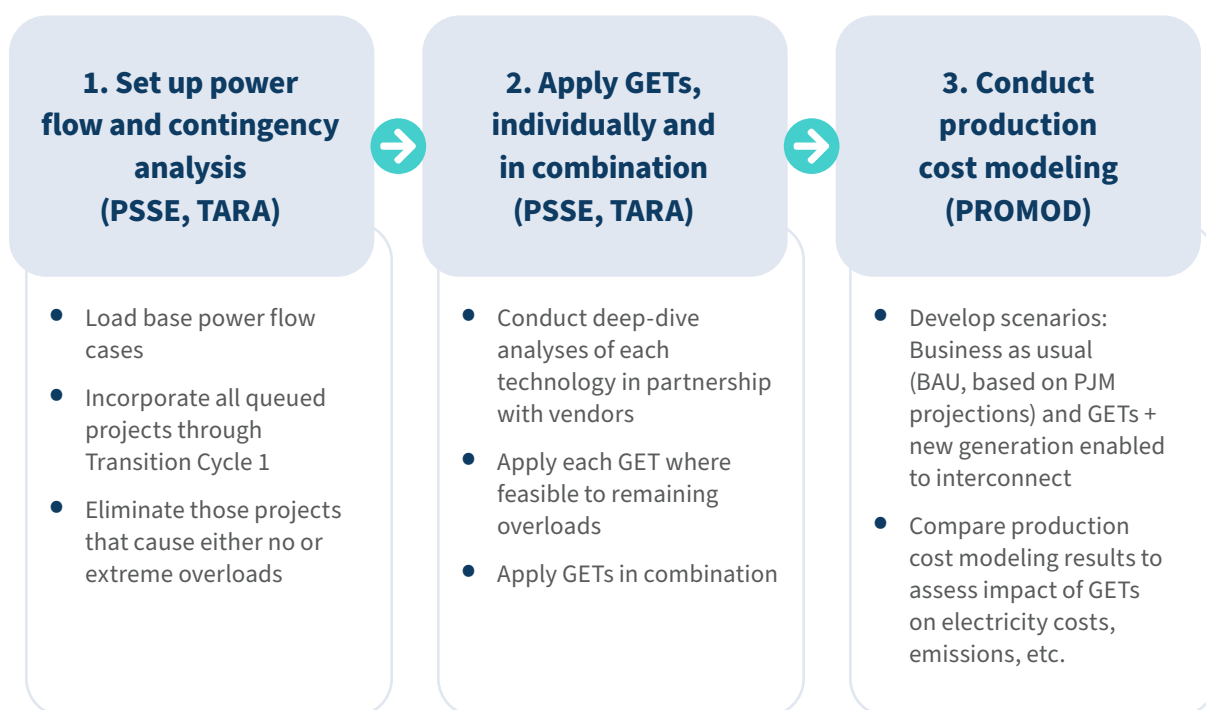 1. Set up power
flow and contingency
analysis
(PSSE, TARA)
• Load base power flow
cases
• Incorporate all queued
projects through
Transition Cycle 1
• Eliminate those projects
that cause either no or
extreme overloads
2. Apply GETs,
individually and
in combination
(PSSE, TARA)
• Conduct deep-dive
analyses of each
technology in partnership
with vendors
• Apply each GET where
feasible to remaining
overloads
• Apply GETs in combination
3. Conduct
production
cost modeling
(PROMOD)
• Develop scenarios:
Business as usual
(BAU, based on PJM
projections) and GETs +
new generation enabled
to interconnect
• Compare production
cost modeling results to
assess impact of GETs
on electricity costs,
emissions, etc.